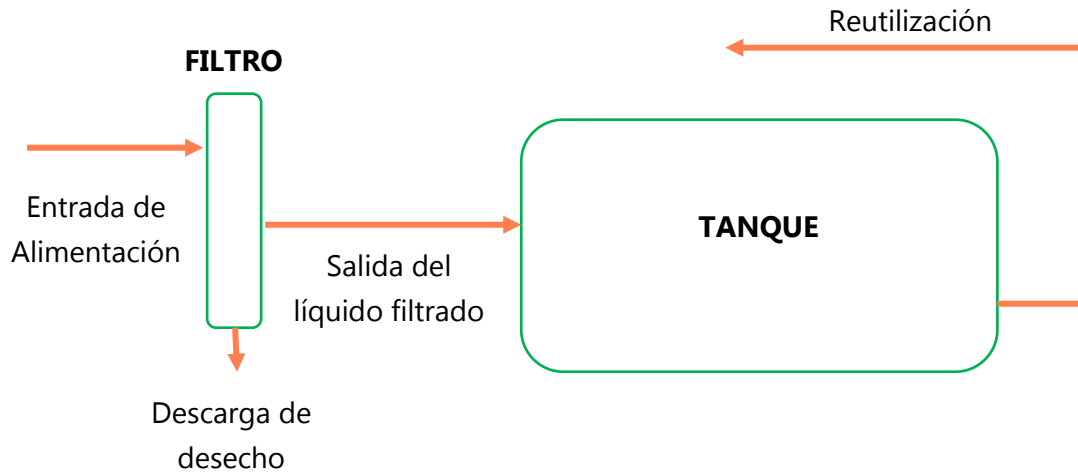 Reutilización
FILTRO
Entrada de
Alimentación
TANQUE
Salida del
líquido filtrado
Descarga de
desecho